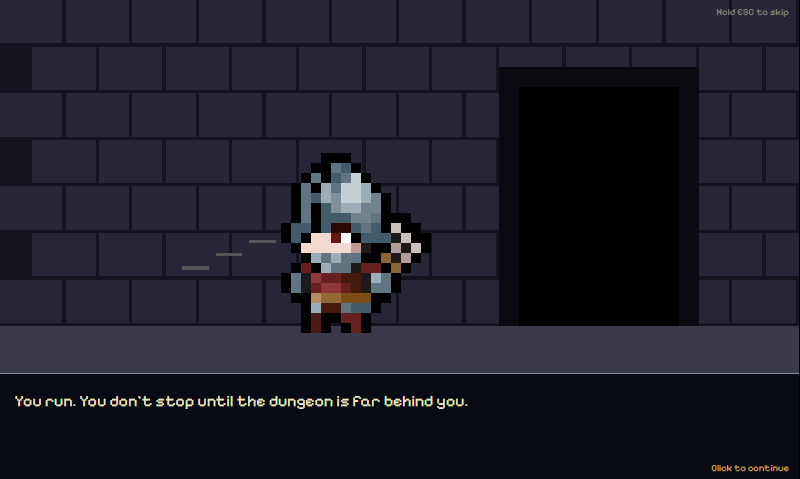 Hold ESC to skip
You run. You don't stop until the dungeon is far behind you.
Click to continue